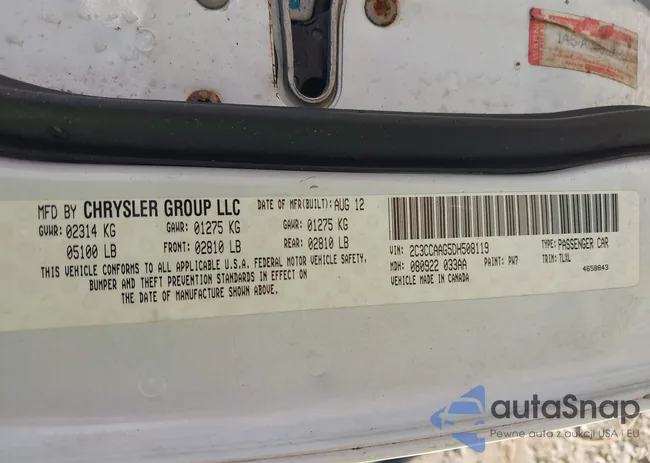 MFD BY CHRYSLER GROUP LLC
DATE OF MFR(BUILT): AUG 12
GVWR: 02314 KG GAWR: 01275 KG GAWR: 01275 KG
05100 LB FRONT: 02810 LB REAR: 02810 LB
THIS VEHICLE CONFORMS TO ALL APPLICABLE U.S.A. FEDERAL MOTOR VEHICLE SAFETY,
BUMPER AND THEFT PREVENTION STANDARDS IN EFFECT ON
THE DATE OF MANUFACTURE SHOWN ABOVE.
VIN: 2C3CCAAG5DH508119 TYPE: PASSENGER CAR
MDH: 080922 033AA PAINT: PW7 TRIM: TLXL
VEHICLE MADE IN CANADA 4658843
autaSnap
Pewne auta z aukcji USA i EU